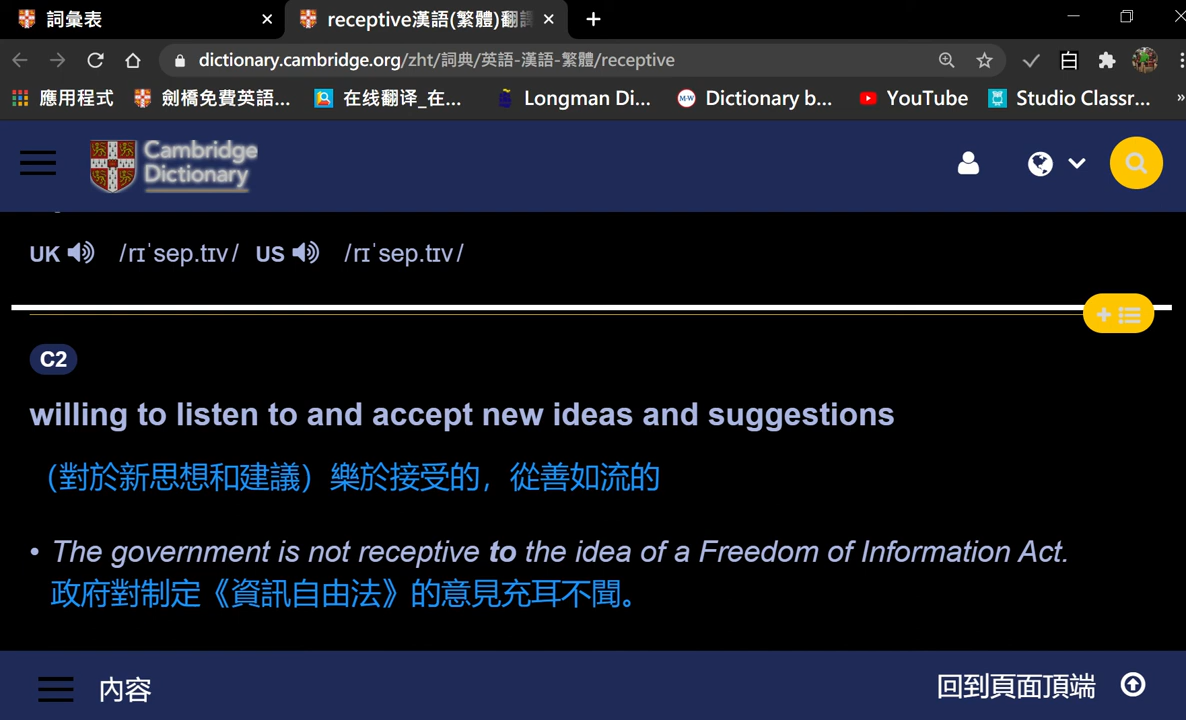 詞彙表
receptive漢語(繁體)翻譯
dictionary.cambridge.org/zht/詞典/英語-漢語-繁體/receptive
應用程式 劍橋免費英語... 在线翻译_在... Longman Di... Dictionary b... YouTube Studio Classr... »
Cambridge
Dictionary
UK /rɪˈsep.tɪv/ US /rɪˈsep.tɪv/
C2
willing to listen to and accept new ideas and suggestions
（對於新思想和建議）樂於接受的，從善如流的
• The government is not receptive to the idea of a Freedom of Information Act.
政府對制定《資訊自由法》的意見充耳不聞。
內容
回到頁面頂端